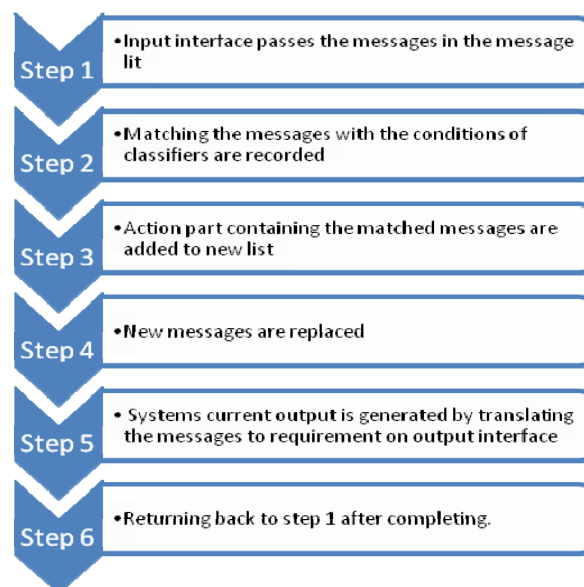 Step 1
•Input interface passes the messages in the message
lit
Step 2
•Matching the messages with the conditions of
classifiers are recorded
Step 3
•Action part containing the matched messages are
added to new list
Step 4
•New messages are replaced
Step 5
• Systems current output is generated by translating
the messages to requirement on output interface
Step 6
•Returning back to step 1 after completing.